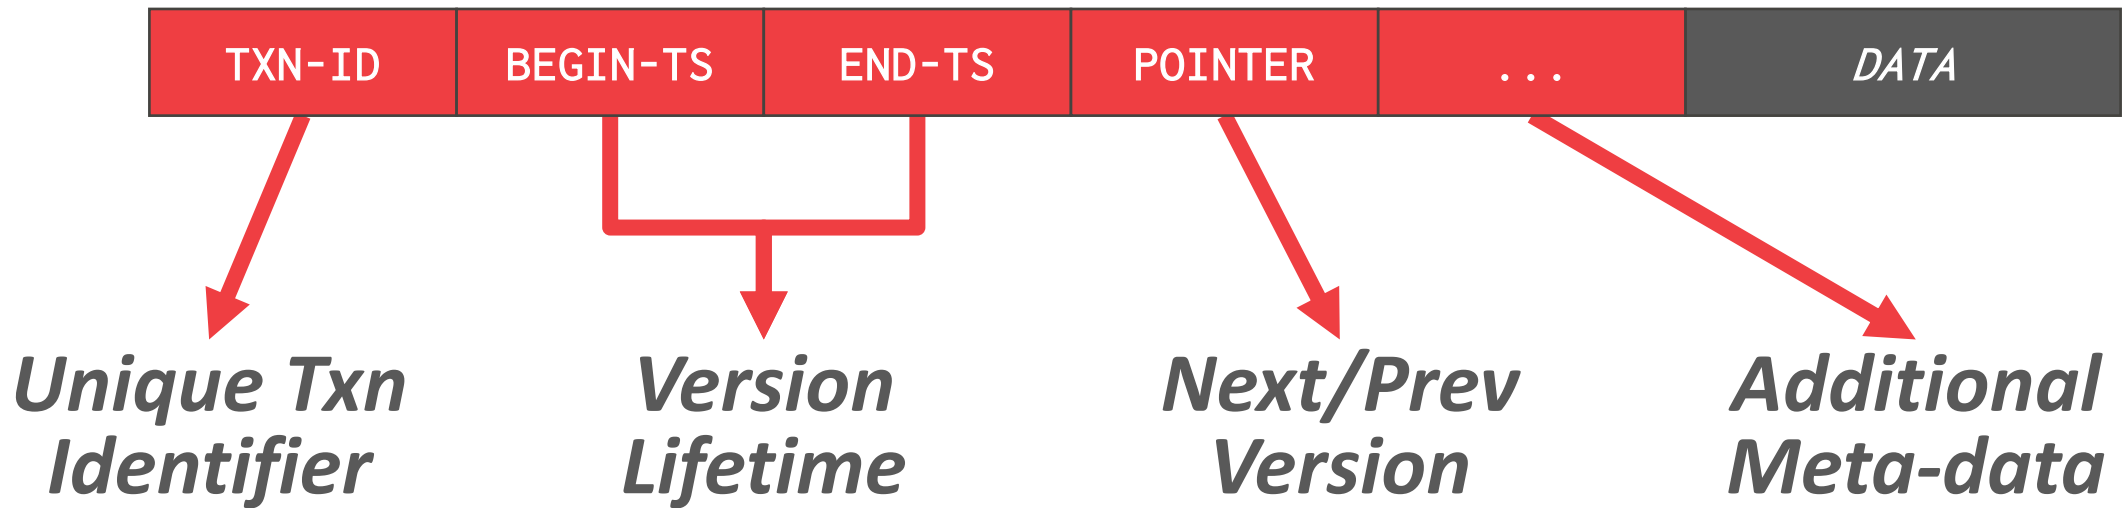 TXN-ID BEGIN-TS END-TS POINTER ... DATA
Unique Txn
Identifier
Version
Lifetime
Next/Prev
Version
Additional
Meta-data